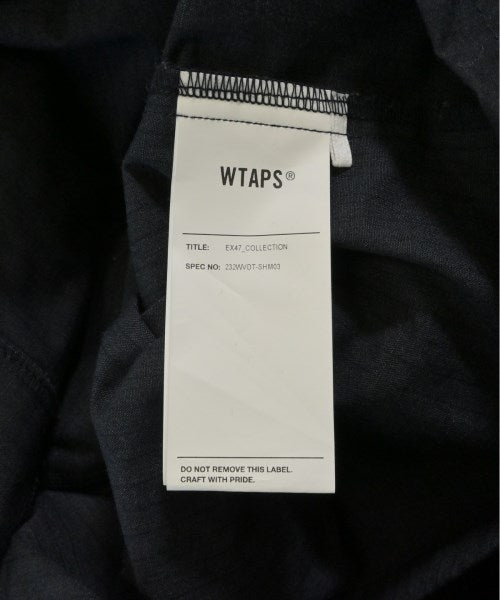 WTAPS®
TITLE: EX47_COLLECTION
SPEC NO: 232WVDT-SHM03
DO NOT REMOVE THIS LABEL.
CRAFT WITH PRIDE.